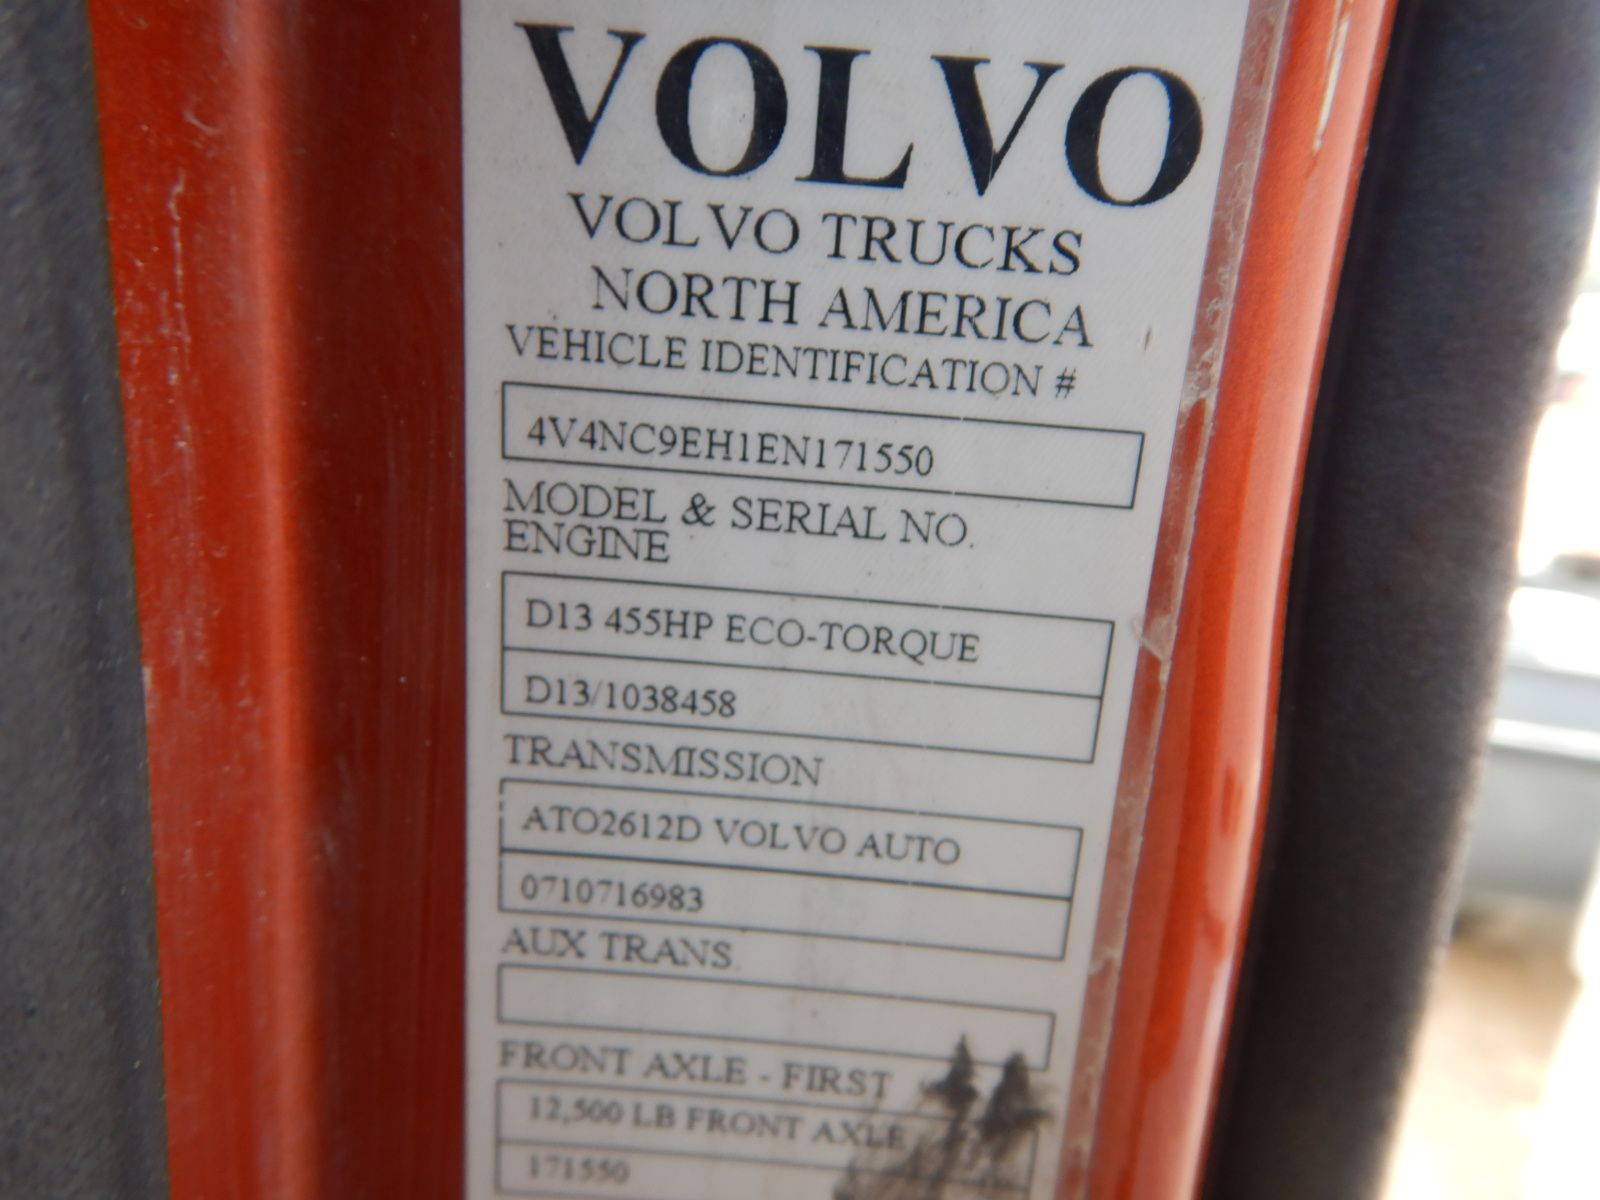 VOLVO
VOLVO TRUCKS
NORTH AMERICA
VEHICLE IDENTIFICATION #
4V4NC9EH1EN171550
MODEL & SERIAL NO.
ENGINE
D13 455HP ECO-TORQUE
D13/1038458
TRANSMISSION
ATO2612D VOLVO AUTO
0710716983
AUX TRANS
FRONT AXLE - FIRST
12,500 LB FRONT AXLE
171550